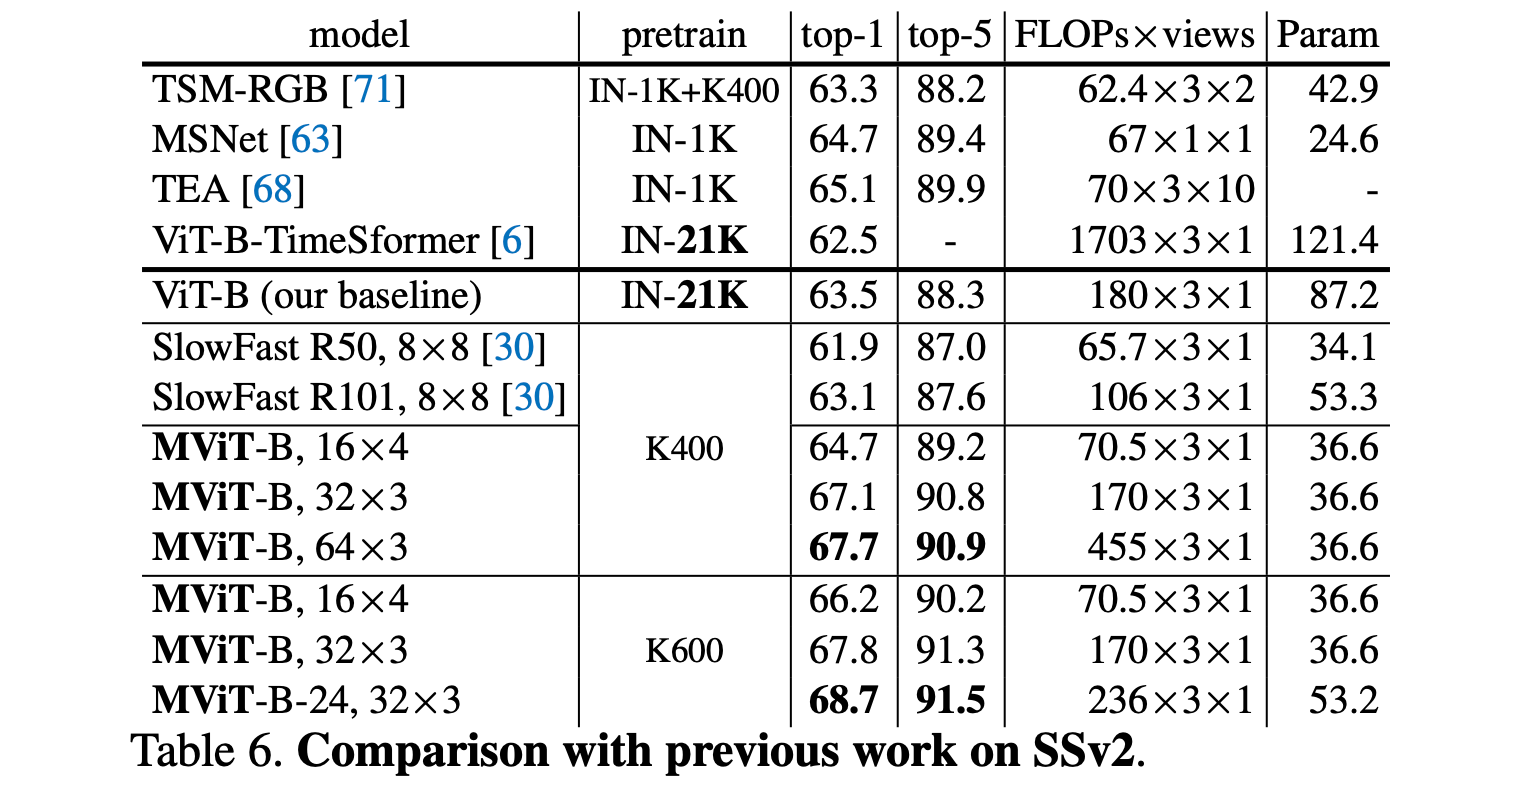 model pretrain top-1 top-5 FLOPs×views Param
TSM-RGB [71] IN-1K+K400 63.3 88.2 62.4×3×2 42.9
MSNet [63] IN-1K 64.7 89.4 67×1×1 24.6
TEA [68] IN-1K 65.1 89.9 70×3×10 -
ViT-B-TimeSformer [6] IN-21K 62.5 - 1703×3×1 121.4
ViT-B (our baseline) IN-21K 63.5 88.3 180×3×1 87.2
SlowFast R50, 8×8 [30] 61.9 87.0 65.7×3×1 34.1
SlowFast R101, 8×8 [30] 63.1 87.6 106×3×1 53.3
MViT-B, 16×4 K400 64.7 89.2 70.5×3×1 36.6
MViT-B, 32×3 67.1 90.8 170×3×1 36.6
MViT-B, 64×3 67.7 90.9 455×3×1 36.6
MViT-B, 16×4 66.2 90.2 70.5×3×1 36.6
MViT-B, 32×3 K600 67.8 91.3 170×3×1 36.6
MViT-B-24, 32×3 68.7 91.5 236×3×1 53.2
Table 6. Comparison with previous work on SSv2.